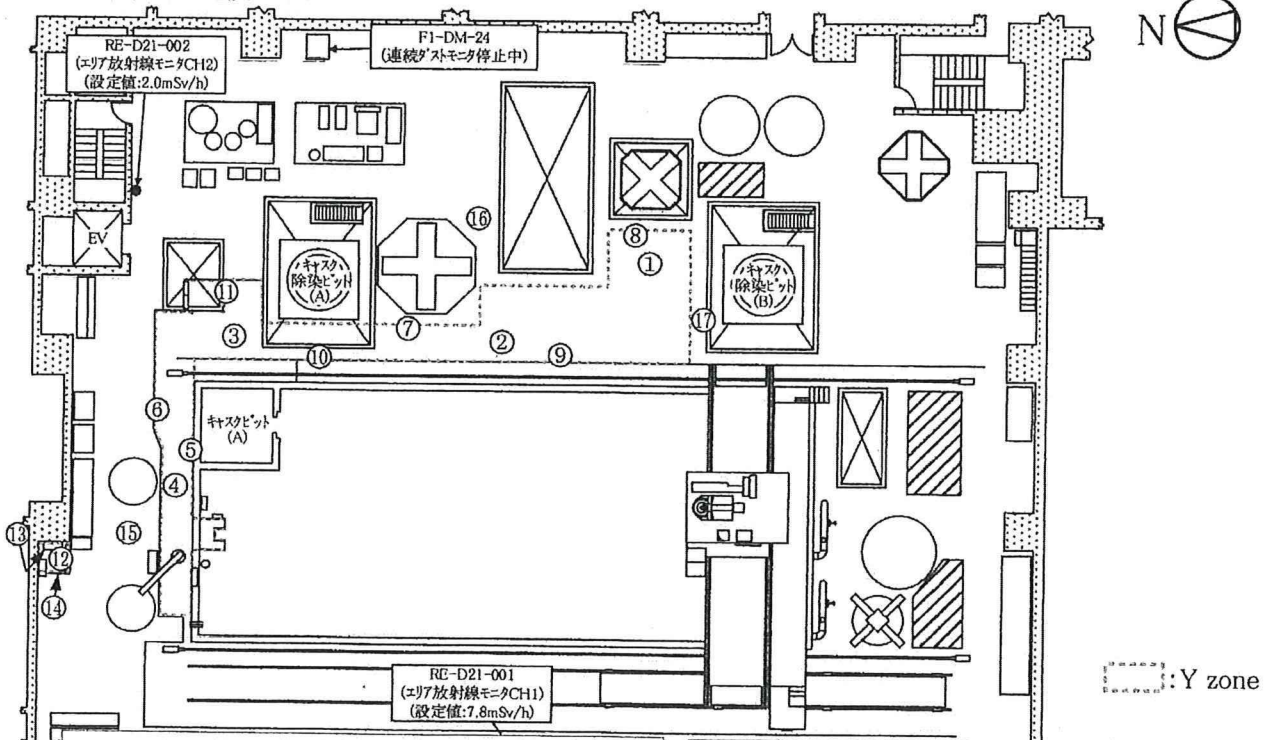 RE-D21-002
(エリア放射線モニタCH2)
(設定値:2.0mSv/h)
F1-DM-24
(連続ダストモニタ停止中)
N
EV
⑯
⑧
①
キャスク
除染ピット
(A)
キャスク
除染ピット
(B)
⑪
③
⑦
⑰
②
⑩
⑨
⑥
キャスクピット
(A)
⑤
④
⑬
⑫
⑮
⑭
RE-D21-001
(エリア放射線モニタCH1)
(設定値:7.8mSv/h)
:Y zone